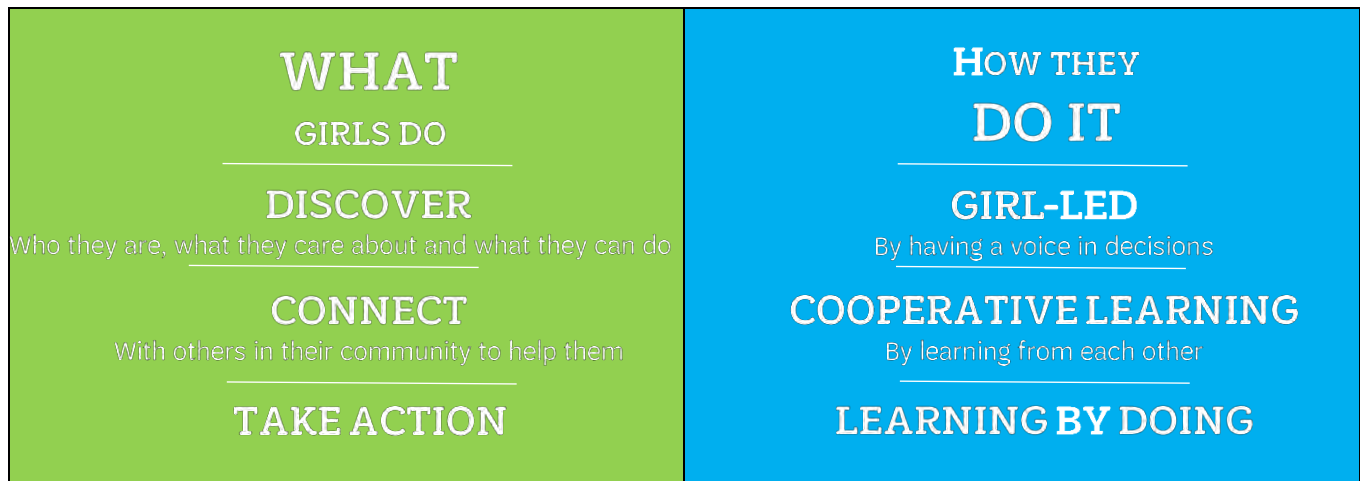 WHAT
GIRLS DO
DISCOVER
Who they are, what they care about and what they can do
CONNECT
With others in their community to help them
TAKE ACTION
HOW THEY
DO IT
GIRL-LED
By having a voice in decisions
COOPERATIVE LEARNING
By learning from each other
LEARNING BY DOING